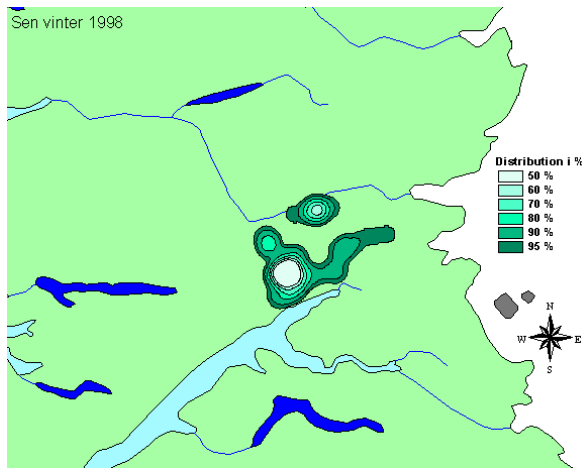 Sen vinter 1998
Distribution i %
50 %
60 %
70 %
80 %
90 %
95 %
N
W E
S